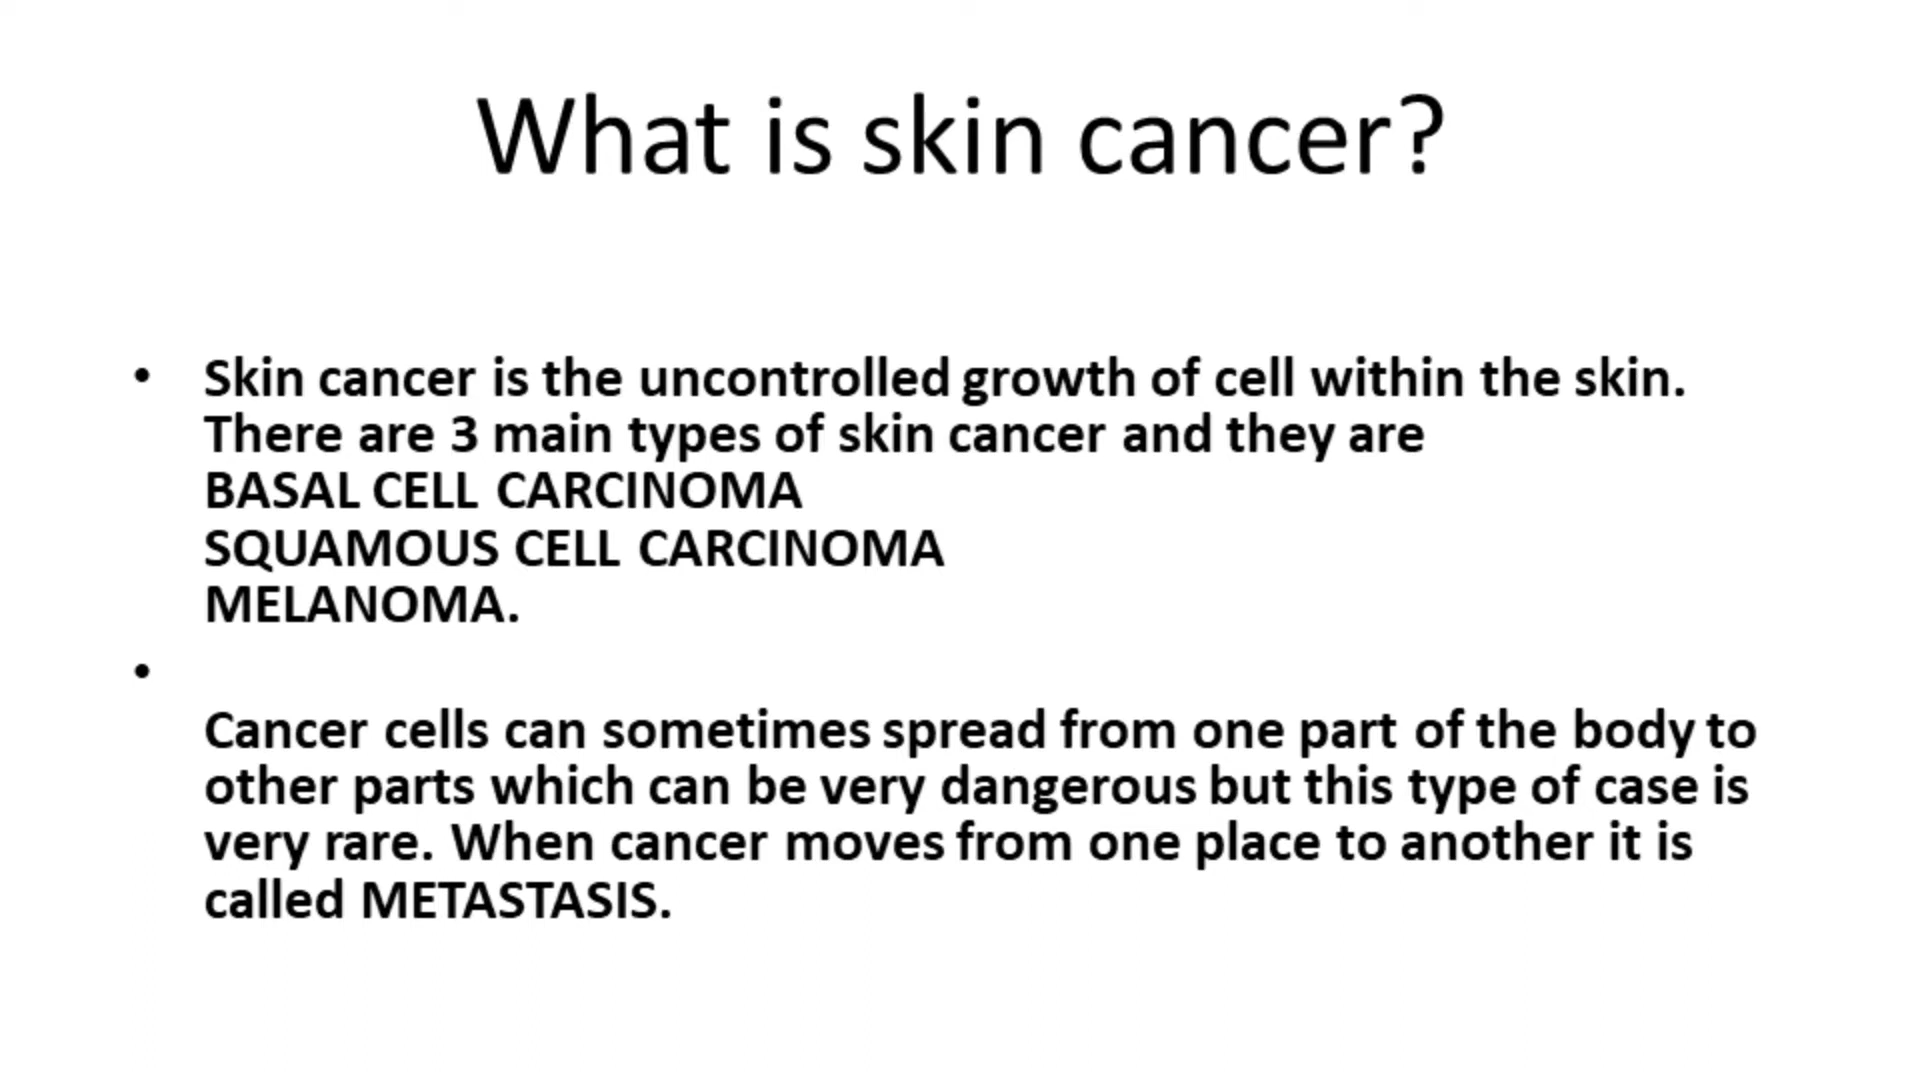 What is skin cancer?
• Skin cancer is the uncontrolled growth of cell within the skin.
There are 3 main types of skin cancer and they are
BASAL CELL CARCINOMA
SQUAMOUS CELL CARCINOMA
MELANOMA.
•
Cancer cells can sometimes spread from one part of the body to
other parts which can be very dangerous but this type of case is
very rare. When cancer moves from one place to another it is
called METASTASIS.